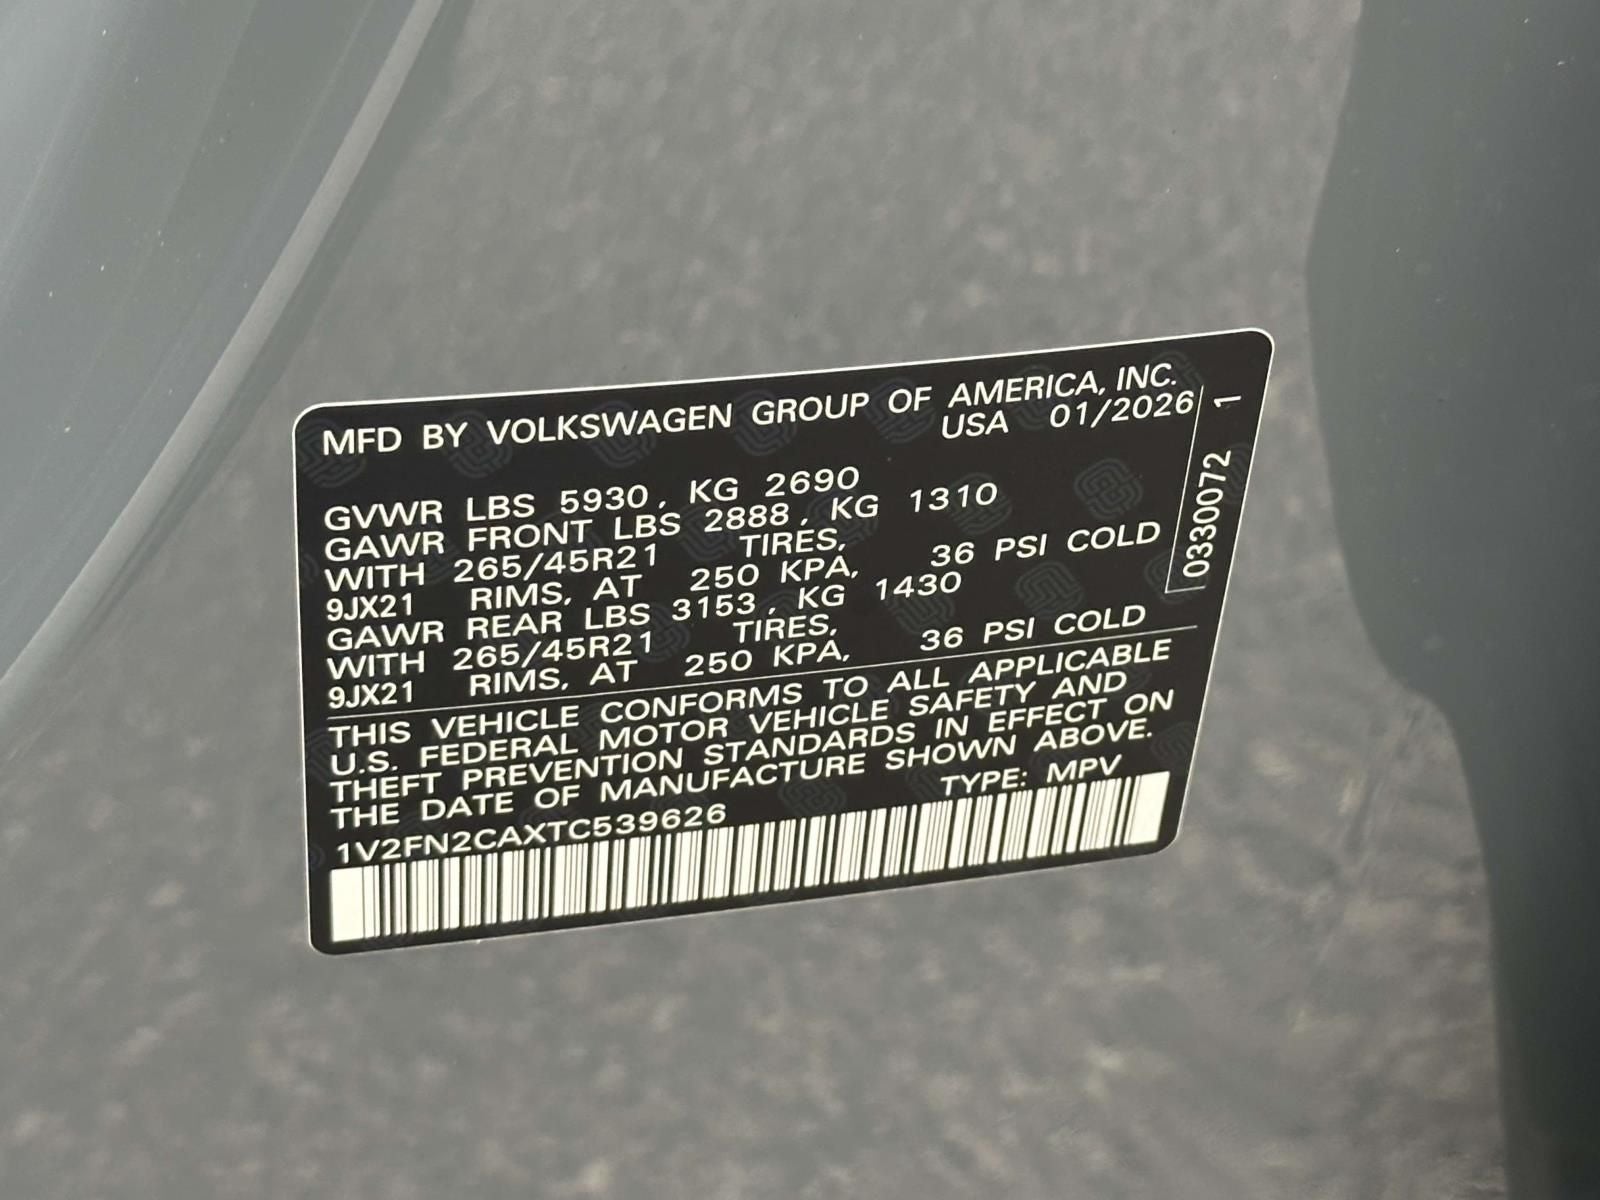 MFD BY VOLKSWAGEN GROUP OF AMERICA, INC.
USA 01/2026
GVWR LBS 5930, KG 2690
GAWR FRONT LBS 2888, KG 1310
WITH 265/45R21 TIRES,
9JX21 RIMS, AT 250 KPA, 36 PSI COLD
GAWR REAR LBS 3153, KG 1430
WITH 265/45R21 TIRES,
9JX21 RIMS, AT 250 KPA, 36 PSI COLD
THIS VEHICLE CONFORMS TO ALL APPLICABLE
U.S. FEDERAL MOTOR VEHICLE SAFETY AND
THEFT PREVENTION STANDARDS IN EFFECT ON
THE DATE OF MANUFACTURE SHOWN ABOVE.
1V2FN2CAXTC539626 TYPE: MPV
0330072 1